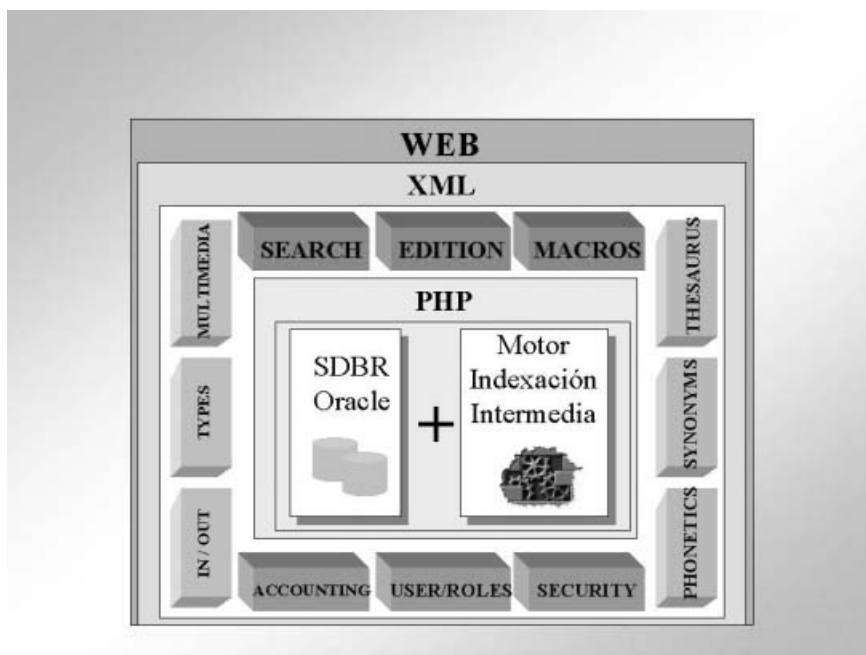 WEB
XML
MULTIMEDIA
SEARCH
EDITION
MACROS
THESAURUS
PHP
SDBR
Oracle
+
Motor
Indexación
Intermedia
TYPES
SYNONYMS
IN / OUT
PHONETICS
ACCOUNTING
USER/ROLES
SECURITY